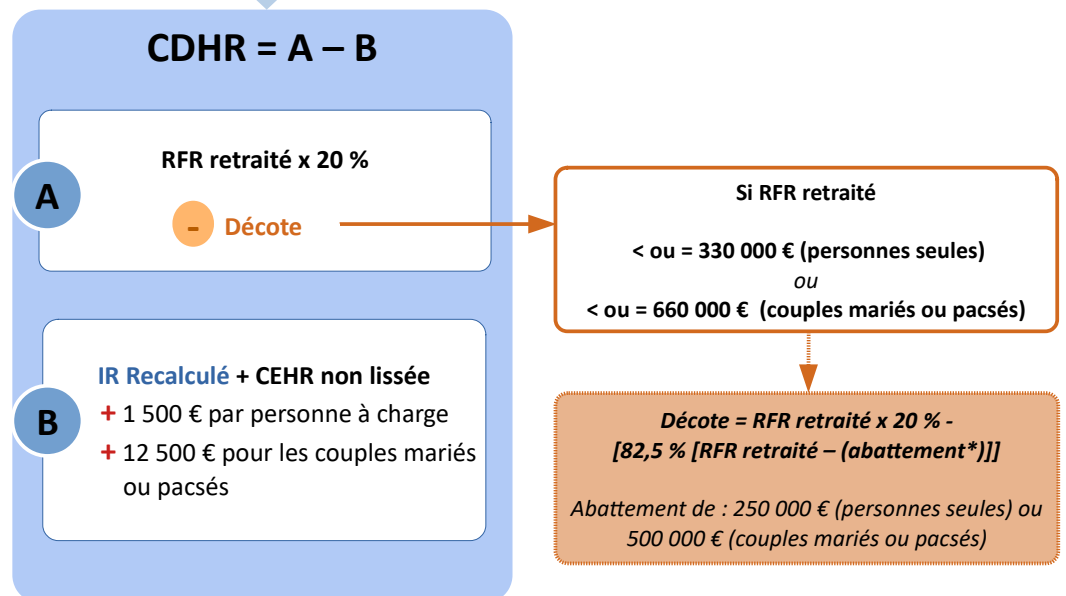 CDHR = A – B
A
RFR retraité x 20 %
- Décote
Si RFR retraité
< ou = 330 000 € (personnes seules)
ou
< ou = 660 000 € (couples mariés ou pacsés)
B
IR Recalculé + CEHR non lissée
+ 1 500 € par personne à charge
+ 12 500 € pour les couples mariés
ou pacsés
Décote = RFR retraité x 20 % -
[82,5 % [RFR retraité – (abattement*)]]
Abattement de : 250 000 € (personnes seules) ou
500 000 € (couples mariés ou pacsés)